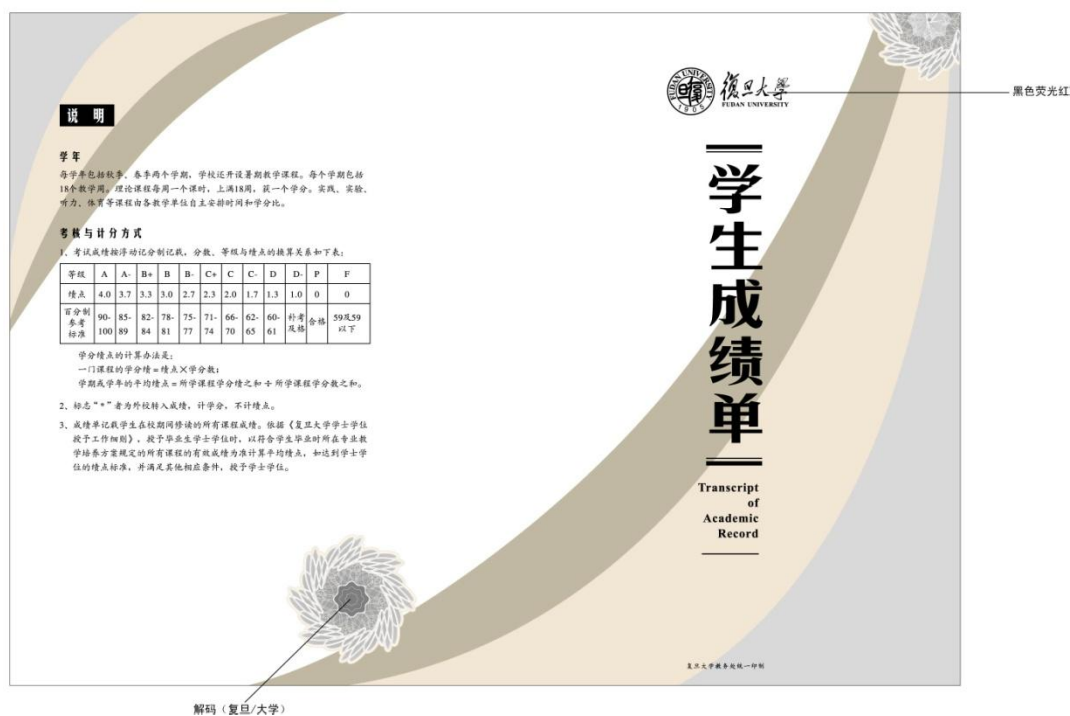 说 明
学年
每学年包括秋季、春季两个学期，学校还开设暑期教学课程。每个学期包括
18个教学周。理论课程每周一个课时，上满18周，获一个学分。实践、实验、
听力、体育等课程由各教学单位自主安排时间和学分比。
考核与计分方式
1、考试成绩按浮动记分制记载，分数、等级与绩点的换算关系如下表：
等级 A A- B+ B B- C+ C C- D D- P F
绩点 4.0 3.7 3.3 3.0 2.7 2.3 2.0 1.7 1.3 1.0 0 0
百分制参考标准 90-100 85-89 82-84 78-81 75-77 71-74 66-70 62-65 60-61 补考及格 合格 59及59以下
学分绩点的计算办法是：
一门课程的学分绩＝绩点×学分数；
学期或学年的平均绩点＝所学课程学分绩之和÷所学课程学分数之和。
2、标志“*”者为外校转入成绩，计学分，不计绩点。
3、成绩单记载学生在校期间修读的所有课程成绩。依据《复旦大学学士学位
授予工作细则》，授予毕业生学士学位时，以符合学生毕业时所在专业教
学培养方案规定的所有课程的有效成绩为准计算平均绩点，如达到学士学
位的绩点标准，并满足其他相应条件，授予学士学位。
解码（复旦/大学）
FUDAN UNIVERSITY
復旦
1905
復旦大學
FUDAN UNIVERSITY
黑色荧光红
学生成绩单
Transcript
of
Academic
Record
复旦大学教务处统一印制